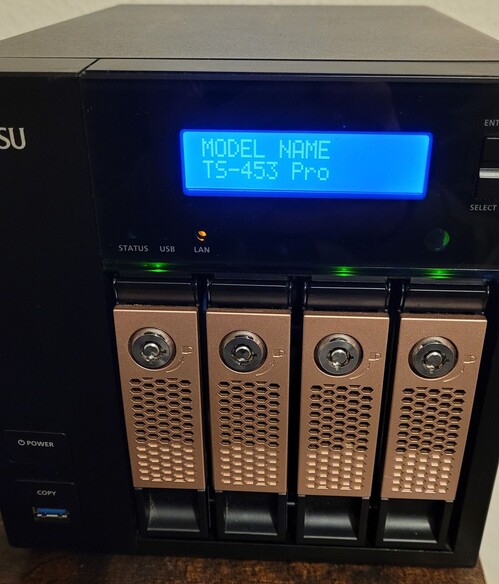 SU
MODEL NAME
TS-453 Pro
ENT
SELECT
STATUS USB LAN
POWER
COPY